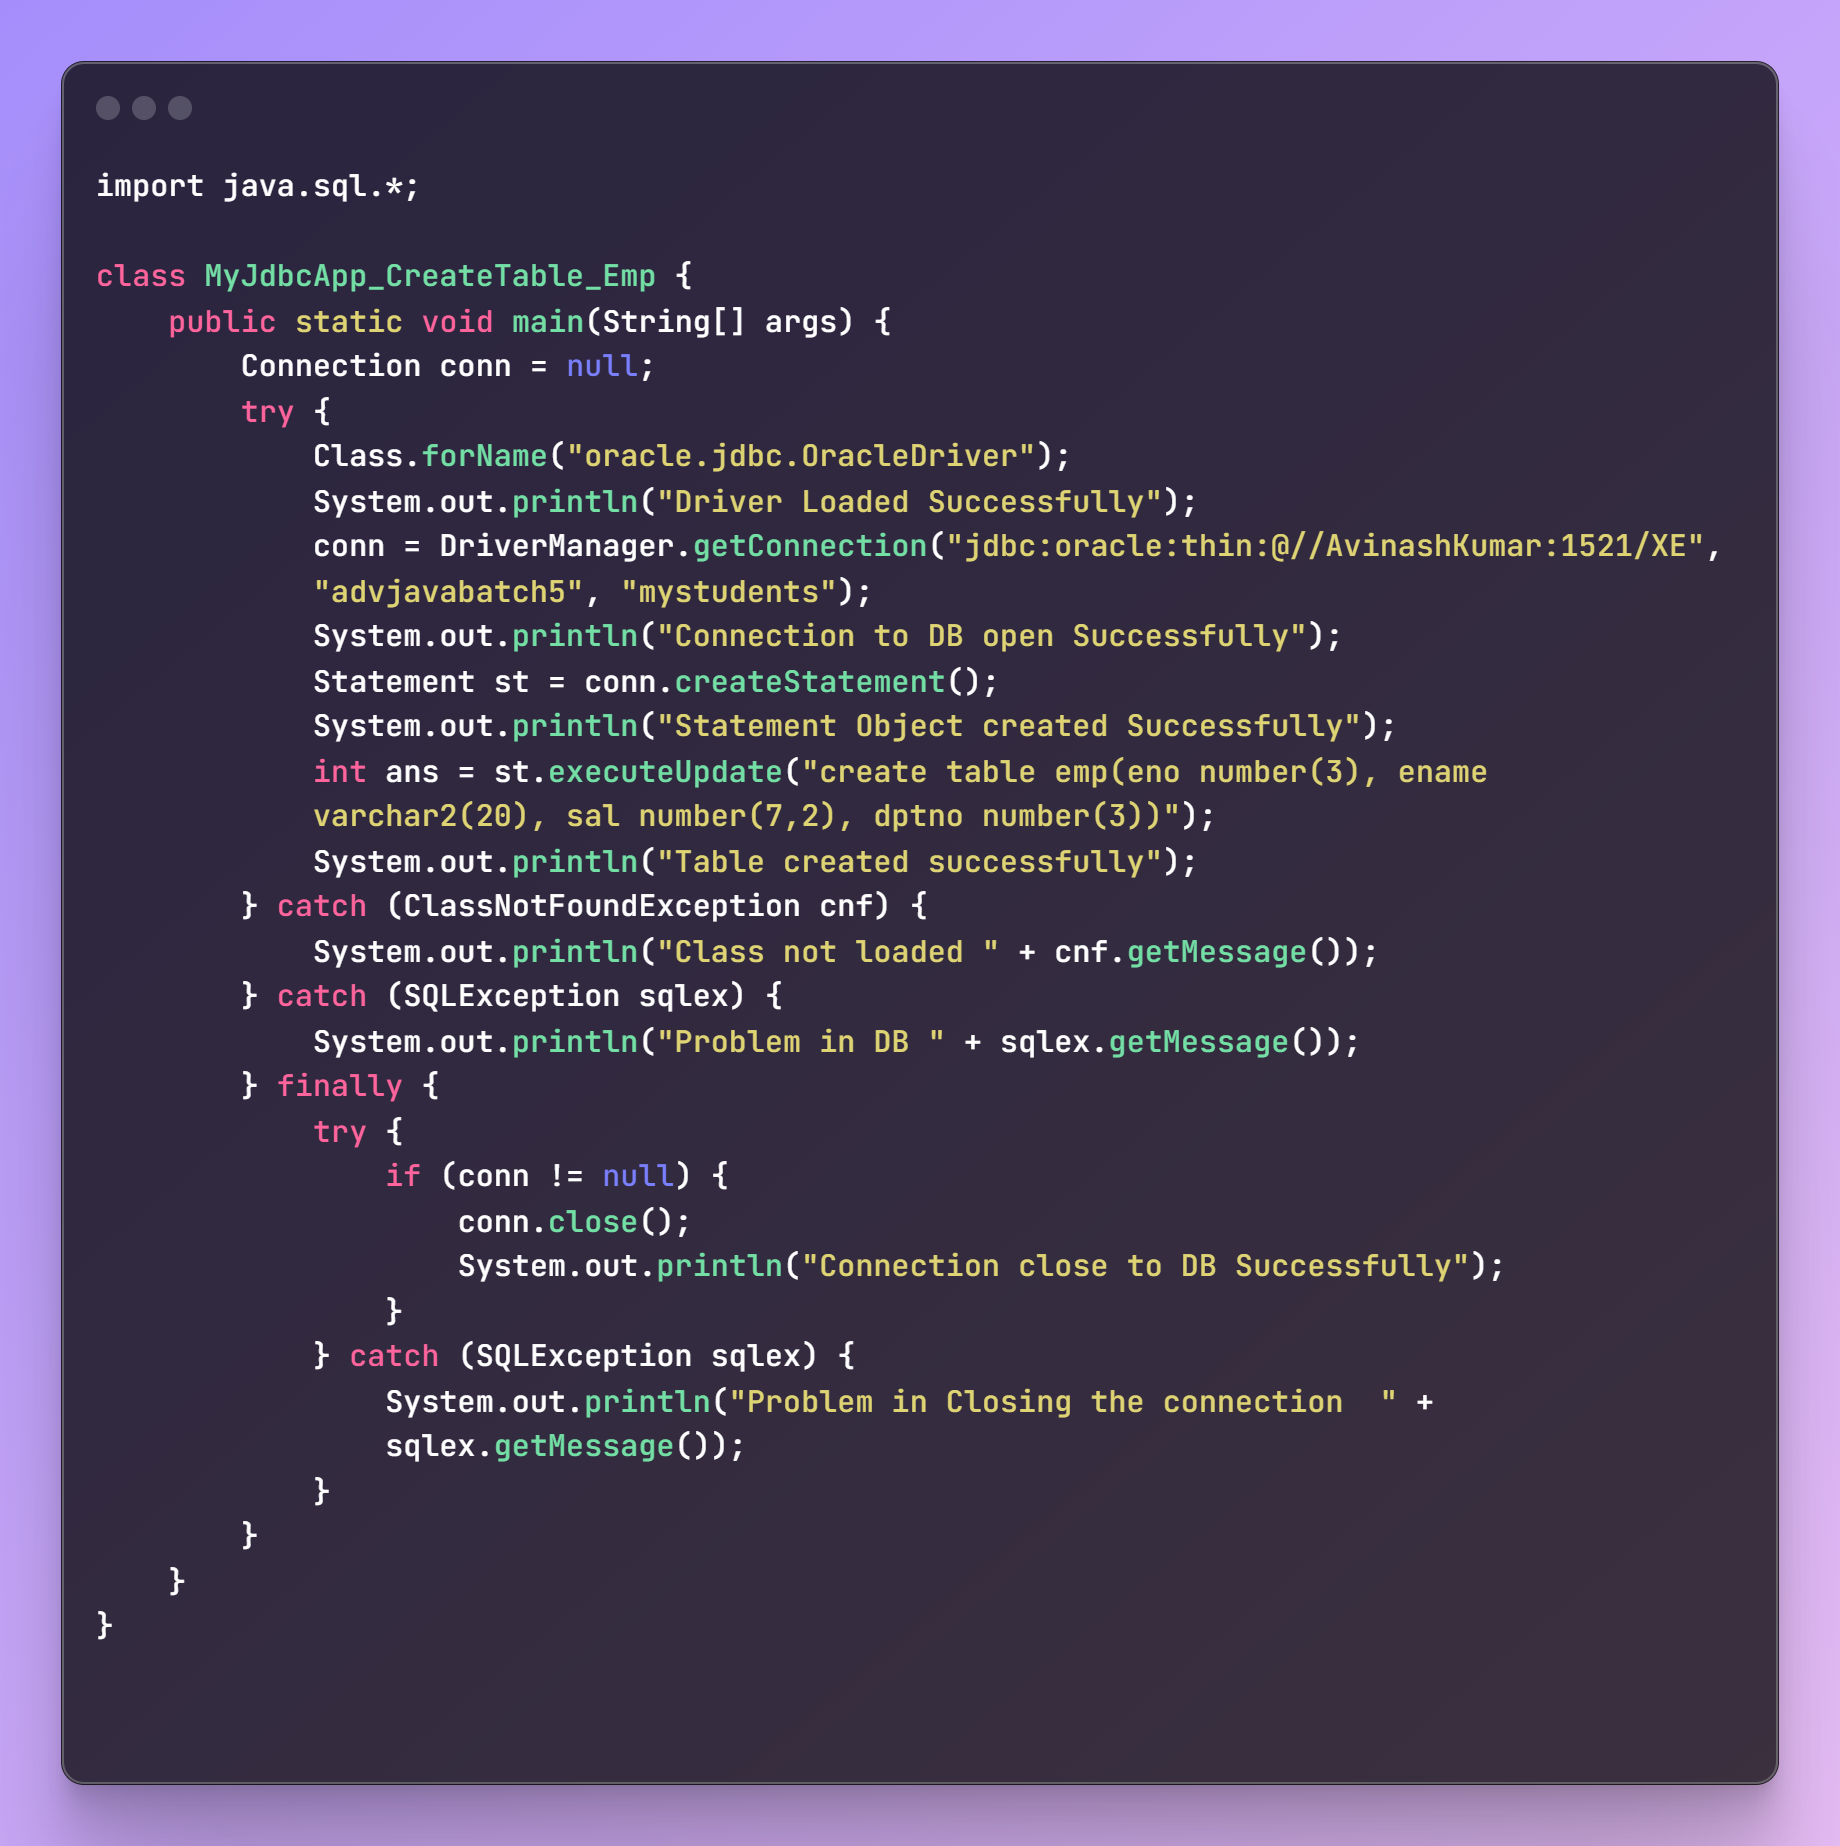 import java.sql.*;

class MyJdbcApp_CreateTable_Emp {
    public static void main(String[] args) {
        Connection conn = null;
        try {
            Class.forName("oracle.jdbc.OracleDriver");
            System.out.println("Driver Loaded Successfully");
            conn = DriverManager.getConnection("jdbc:oracle:thin:@//AvinashKumar:1521/XE",
            "advjavabatch5", "mystudents");
            System.out.println("Connection to DB open Successfully");
            Statement st = conn.createStatement();
            System.out.println("Statement Object created Successfully");
            int ans = st.executeUpdate("create table emp(eno number(3), ename
            varchar2(20), sal number(7,2), dptno number(3))");
            System.out.println("Table created successfully");
        } catch (ClassNotFoundException cnf) {
            System.out.println("Class not loaded " + cnf.getMessage());
        } catch (SQLException sqlex) {
            System.out.println("Problem in DB " + sqlex.getMessage());
        } finally {
            try {
                if (conn != null) {
                    conn.close();
                    System.out.println("Connection close to DB Successfully");
                }
            } catch (SQLException sqlex) {
                System.out.println("Problem in Closing the connection  " +
                sqlex.getMessage());
            }
        }
    }
}